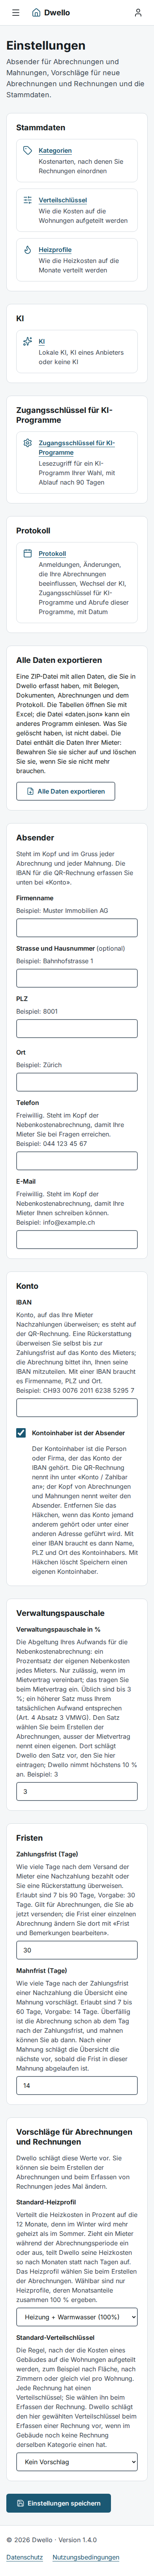 Dwello
Einstellungen
Absender für Abrechnungen und
Mahnungen, Vorschläge für neue
Abrechnungen und Rechnungen und die
Stammdaten.
Stammdaten
Kategorien
Kostenarten, nach denen Sie
Rechnungen einordnen
Verteilschlüssel
Wie die Kosten auf die
Wohnungen aufgeteilt werden
Heizprofile
Wie die Heizkosten auf die
Monate verteilt werden
KI
KI
Lokale KI, KI eines Anbieters
oder keine KI
Zugangsschlüssel für KI-
Programme
Zugangsschlüssel für KI-
Programme
Lesezugriff für ein KI-
Programm Ihrer Wahl, mit
Ablauf nach 90 Tagen
Protokoll
Protokoll
Anmeldungen, Änderungen,
die Ihre Abrechnungen
beeinflussen, Wechsel der KI,
Zugangsschlüssel für KI-
Programme und Abrufe dieser
Programme, mit Datum
Alle Daten exportieren
Eine ZIP-Datei mit allen Daten, die Sie in
Dwello erfasst haben, mit Belegen,
Dokumenten, Abrechnungen und dem
Protokoll. Die Tabellen öffnen Sie mit
Excel; die Datei «daten.json» kann ein
anderes Programm einlesen. Was Sie
gelöscht haben, ist nicht dabei. Die
Datei enthält die Daten Ihrer Mieter:
Bewahren Sie sie sicher auf und löschen
Sie sie, wenn Sie sie nicht mehr
brauchen.
Alle Daten exportieren
Absender
Steht im Kopf und im Gruss jeder
Abrechnung und jeder Mahnung. Die
IBAN für die QR-Rechnung erfassen Sie
unten bei «Konto».
Firmenname
Beispiel: Muster Immobilien AG
Strasse und Hausnummer (optional)
Beispiel: Bahnhofstrasse 1
PLZ
Beispiel: 8001
Ort
Beispiel: Zürich
Telefon
Freiwillig. Steht im Kopf der
Nebenkostenabrechnung, damit Ihre
Mieter Sie bei Fragen erreichen.
Beispiel: 044 123 45 67
E-Mail
Freiwillig. Steht im Kopf der
Nebenkostenabrechnung, damit Ihre
Mieter Ihnen schreiben können.
Beispiel: info@example.ch
Konto
IBAN
Konto, auf das Ihre Mieter
Nachzahlungen überweisen; es steht auf
der QR-Rechnung. Eine Rückerstattung
überweisen Sie selbst bis zur
Zahlungsfrist auf das Konto des Mieters;
die Abrechnung bittet ihn, Ihnen seine
IBAN mitzuteilen. Mit einer IBAN braucht
es Firmenname, PLZ und Ort.
Beispiel: CH93 0076 2011 6238 5295 7
Kontoinhaber ist der Absender
Der Kontoinhaber ist die Person
oder Firma, der das Konto der
IBAN gehört. Die QR-Rechnung
nennt ihn unter «Konto / Zahlbar
an»; der Kopf von Abrechnungen
und Mahnungen nennt weiter den
Absender. Entfernen Sie das
Häkchen, wenn das Konto jemand
anderem gehört oder unter einer
anderen Adresse geführt wird. Mit
einer IBAN braucht es dann Name,
PLZ und Ort des Kontoinhabers. Mit
Häkchen löscht Speichern einen
eigenen Kontoinhaber.
Verwaltungspauschale
Verwaltungspauschale in %
Die Abgeltung Ihres Aufwands für die
Nebenkostenabrechnung: ein
Prozentsatz der eigenen Nebenkosten
jedes Mieters. Nur zulässig, wenn im
Mietvertrag vereinbart; das tragen Sie
beim Mietvertrag ein. Üblich sind bis 3
%; ein höherer Satz muss Ihrem
tatsächlichen Aufwand entsprechen
(Art. 4 Absatz 3 VMWG). Den Satz
wählen Sie beim Erstellen der
Abrechnungen, ausser der Mietvertrag
nennt einen eigenen. Dort schlägt
Dwello den Satz vor, den Sie hier
eintragen; Dwello nimmt höchstens 10 %
an. Beispiel: 3
3
Fristen
Zahlungsfrist (Tage)
Wie viele Tage nach dem Versand der
Mieter eine Nachzahlung bezahlt oder
Sie eine Rückerstattung überweisen.
Erlaubt sind 7 bis 90 Tage, Vorgabe: 30
Tage. Gilt für Abrechnungen, die Sie ab
jetzt versenden; die Frist einer einzelnen
Abrechnung ändern Sie dort mit «Frist
und Bemerkungen bearbeiten».
30
Mahnfrist (Tage)
Wie viele Tage nach der Zahlungsfrist
einer Nachzahlung die Übersicht eine
Mahnung vorschlägt. Erlaubt sind 7 bis
60 Tage, Vorgabe: 14 Tage. Überfällig
ist die Abrechnung schon ab dem Tag
nach der Zahlungsfrist, und mahnen
können Sie ab dann. Nach einer
Mahnung schlägt die Übersicht die
nächste vor, sobald die Frist in dieser
Mahnung abgelaufen ist.
14
Vorschläge für Abrechnungen
und Rechnungen
Dwello schlägt diese Werte vor. Sie
können sie beim Erstellen der
Abrechnungen und beim Erfassen von
Rechnungen jedes Mal ändern.
Standard-Heizprofil
Verteilt die Heizkosten in Prozent auf die
12 Monate, denn im Winter wird mehr
geheizt als im Sommer. Zieht ein Mieter
während der Abrechnungsperiode ein
oder aus, teilt Dwello seine Heizkosten
so nach Monaten statt nach Tagen auf.
Das Heizprofil wählen Sie beim Erstellen
der Abrechnungen. Wählbar sind nur
Heizprofile, deren Monatsanteile
zusammen 100 % ergeben.
Heizung + Warmwasser (100%)
Standard-Verteilschlüssel
Die Regel, nach der die Kosten eines
Gebäudes auf die Wohnungen aufgeteilt
werden, zum Beispiel nach Fläche, nach
Zimmern oder gleich viel pro Wohnung.
Jede Rechnung hat einen
Verteilschlüssel; Sie wählen ihn beim
Erfassen der Rechnung. Dwello schlägt
den hier gewählten Verteilschlüssel beim
Erfassen einer Rechnung vor, wenn im
Gebäude noch keine Rechnung
derselben Kategorie einen hat.
Kein Vorschlag
Einstellungen speichern
© 2026 Dwello · Version 1.4.0
Datenschutz Nutzungsbedingungen